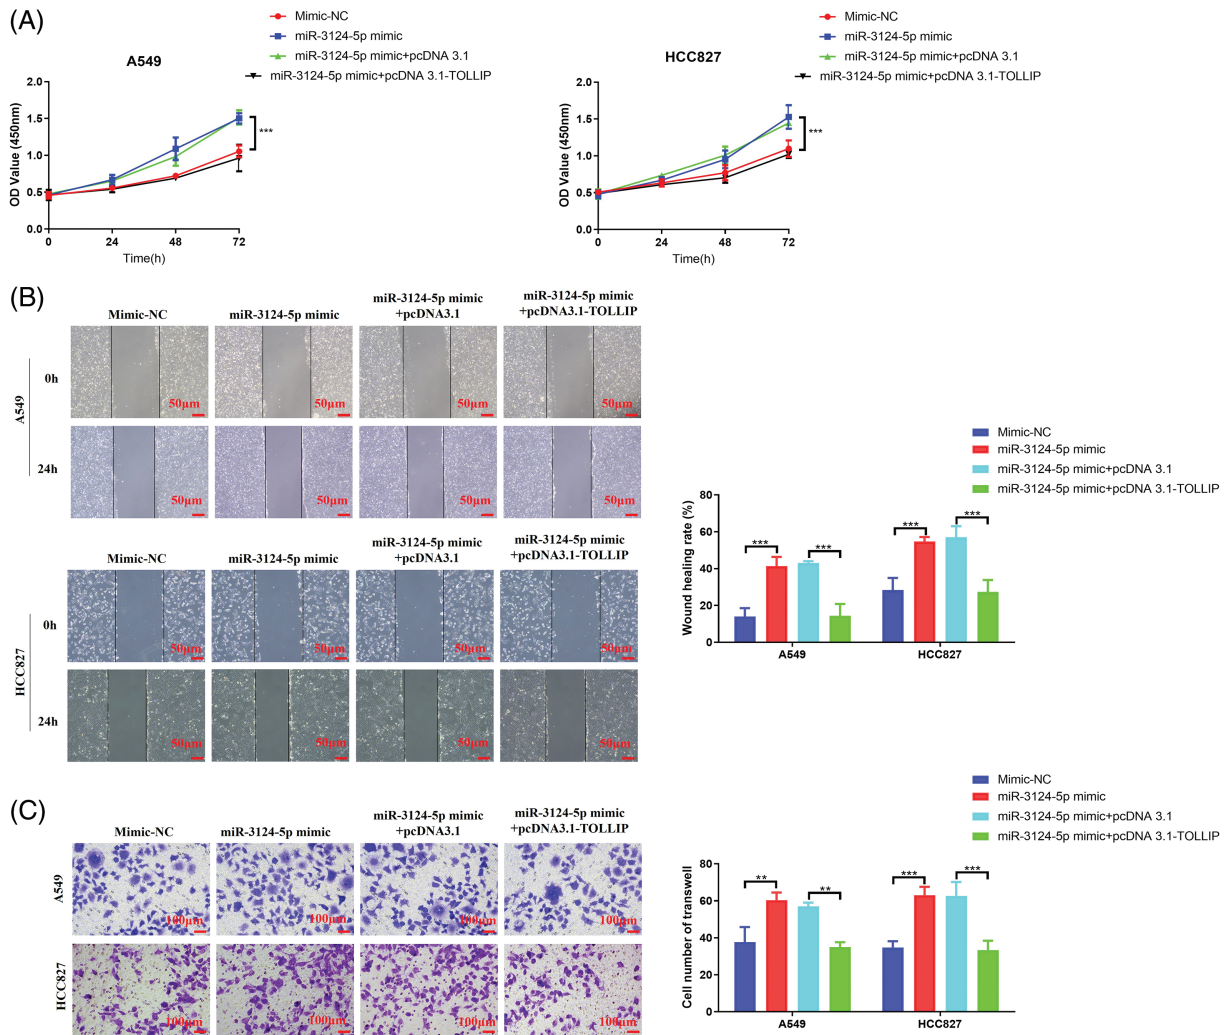 (A)
Mimic-NC
miR-3124-5p mimic
miR-3124-5p mimic+pcDNA 3.1
miR-3124-5p mimic+pcDNA 3.1-TOLLIP
A549
OD Value (450nm)
2.0
1.5
1.0
0.5
0.0
***
0 24 48 72
Time(h)
Mimic-NC
miR-3124-5p mimic
miR-3124-5p mimic+pcDNA 3.1
miR-3124-5p mimic+pcDNA 3.1-TOLLIP
HCC827
OD Value (450nm)
2.0
1.5
1.0
0.5
0.0
***
0 24 48 72
Time(h)
(B)
Mimic-NC
miR-3124-5p mimic
miR-3124-5p mimic
+pcDNA3.1
miR-3124-5p mimic
+pcDNA3.1-TOLLIP
A549
0h
50μm 50μm 50μm 50μm
24h
50μm 50μm 50μm 50μm
Mimic-NC
miR-3124-5p mimic
miR-3124-5p mimic
+pcDNA3.1
miR-3124-5p mimic
+pcDNA3.1-TOLLIP
HCC827
0h
50μm 50μm 50μm 50μm
24h
50μm 50μm 50μm 50μm
Mimic-NC
miR-3124-5p mimic
miR-3124-5p mimic+pcDNA 3.1
miR-3124-5p mimic+pcDNA 3.1-TOLLIP
Wound healing rate (%)
80
60
40
20
0
*** *** *** ***
A549 HCC827
(C)
Mimic-NC
miR-3124-5p mimic
miR-3124-5p mimic
+pcDNA3.1
miR-3124-5p mimic
+pcDNA3.1-TOLLIP
A549
100μm 100μm 100μm 100μm
HCC827
100μm 100μm 100μm 100μm
Mimic-NC
miR-3124-5p mimic
miR-3124-5p mimic+pcDNA 3.1
miR-3124-5p mimic+pcDNA 3.1-TOLLIP
Cell number of transwell
80
60
40
20
0
** ** *** ***
A549 HCC827